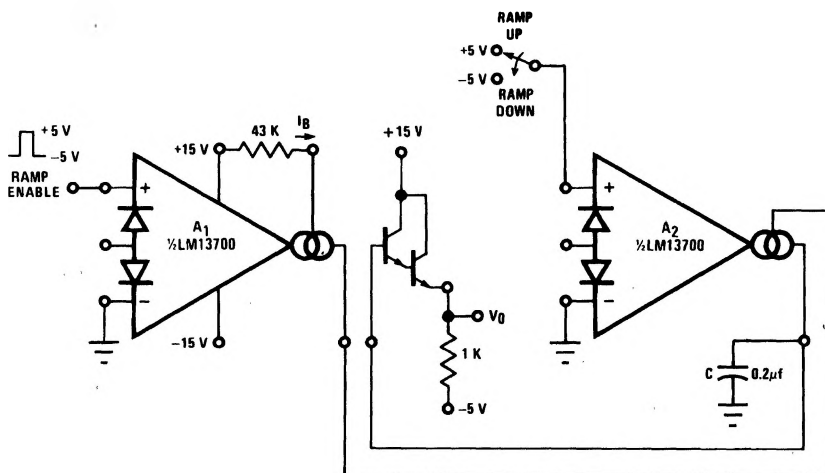 RAMP
UP
+5 V
−5 V
RAMP
DOWN
+5 V
−5 V
RAMP
ENABLE
+
−
A1
½LM13700
+15 V
43 K
IB
−15 V
+15 V
V0
1 K
−5 V
+
−
A2
½LM13700
C
0.2µf